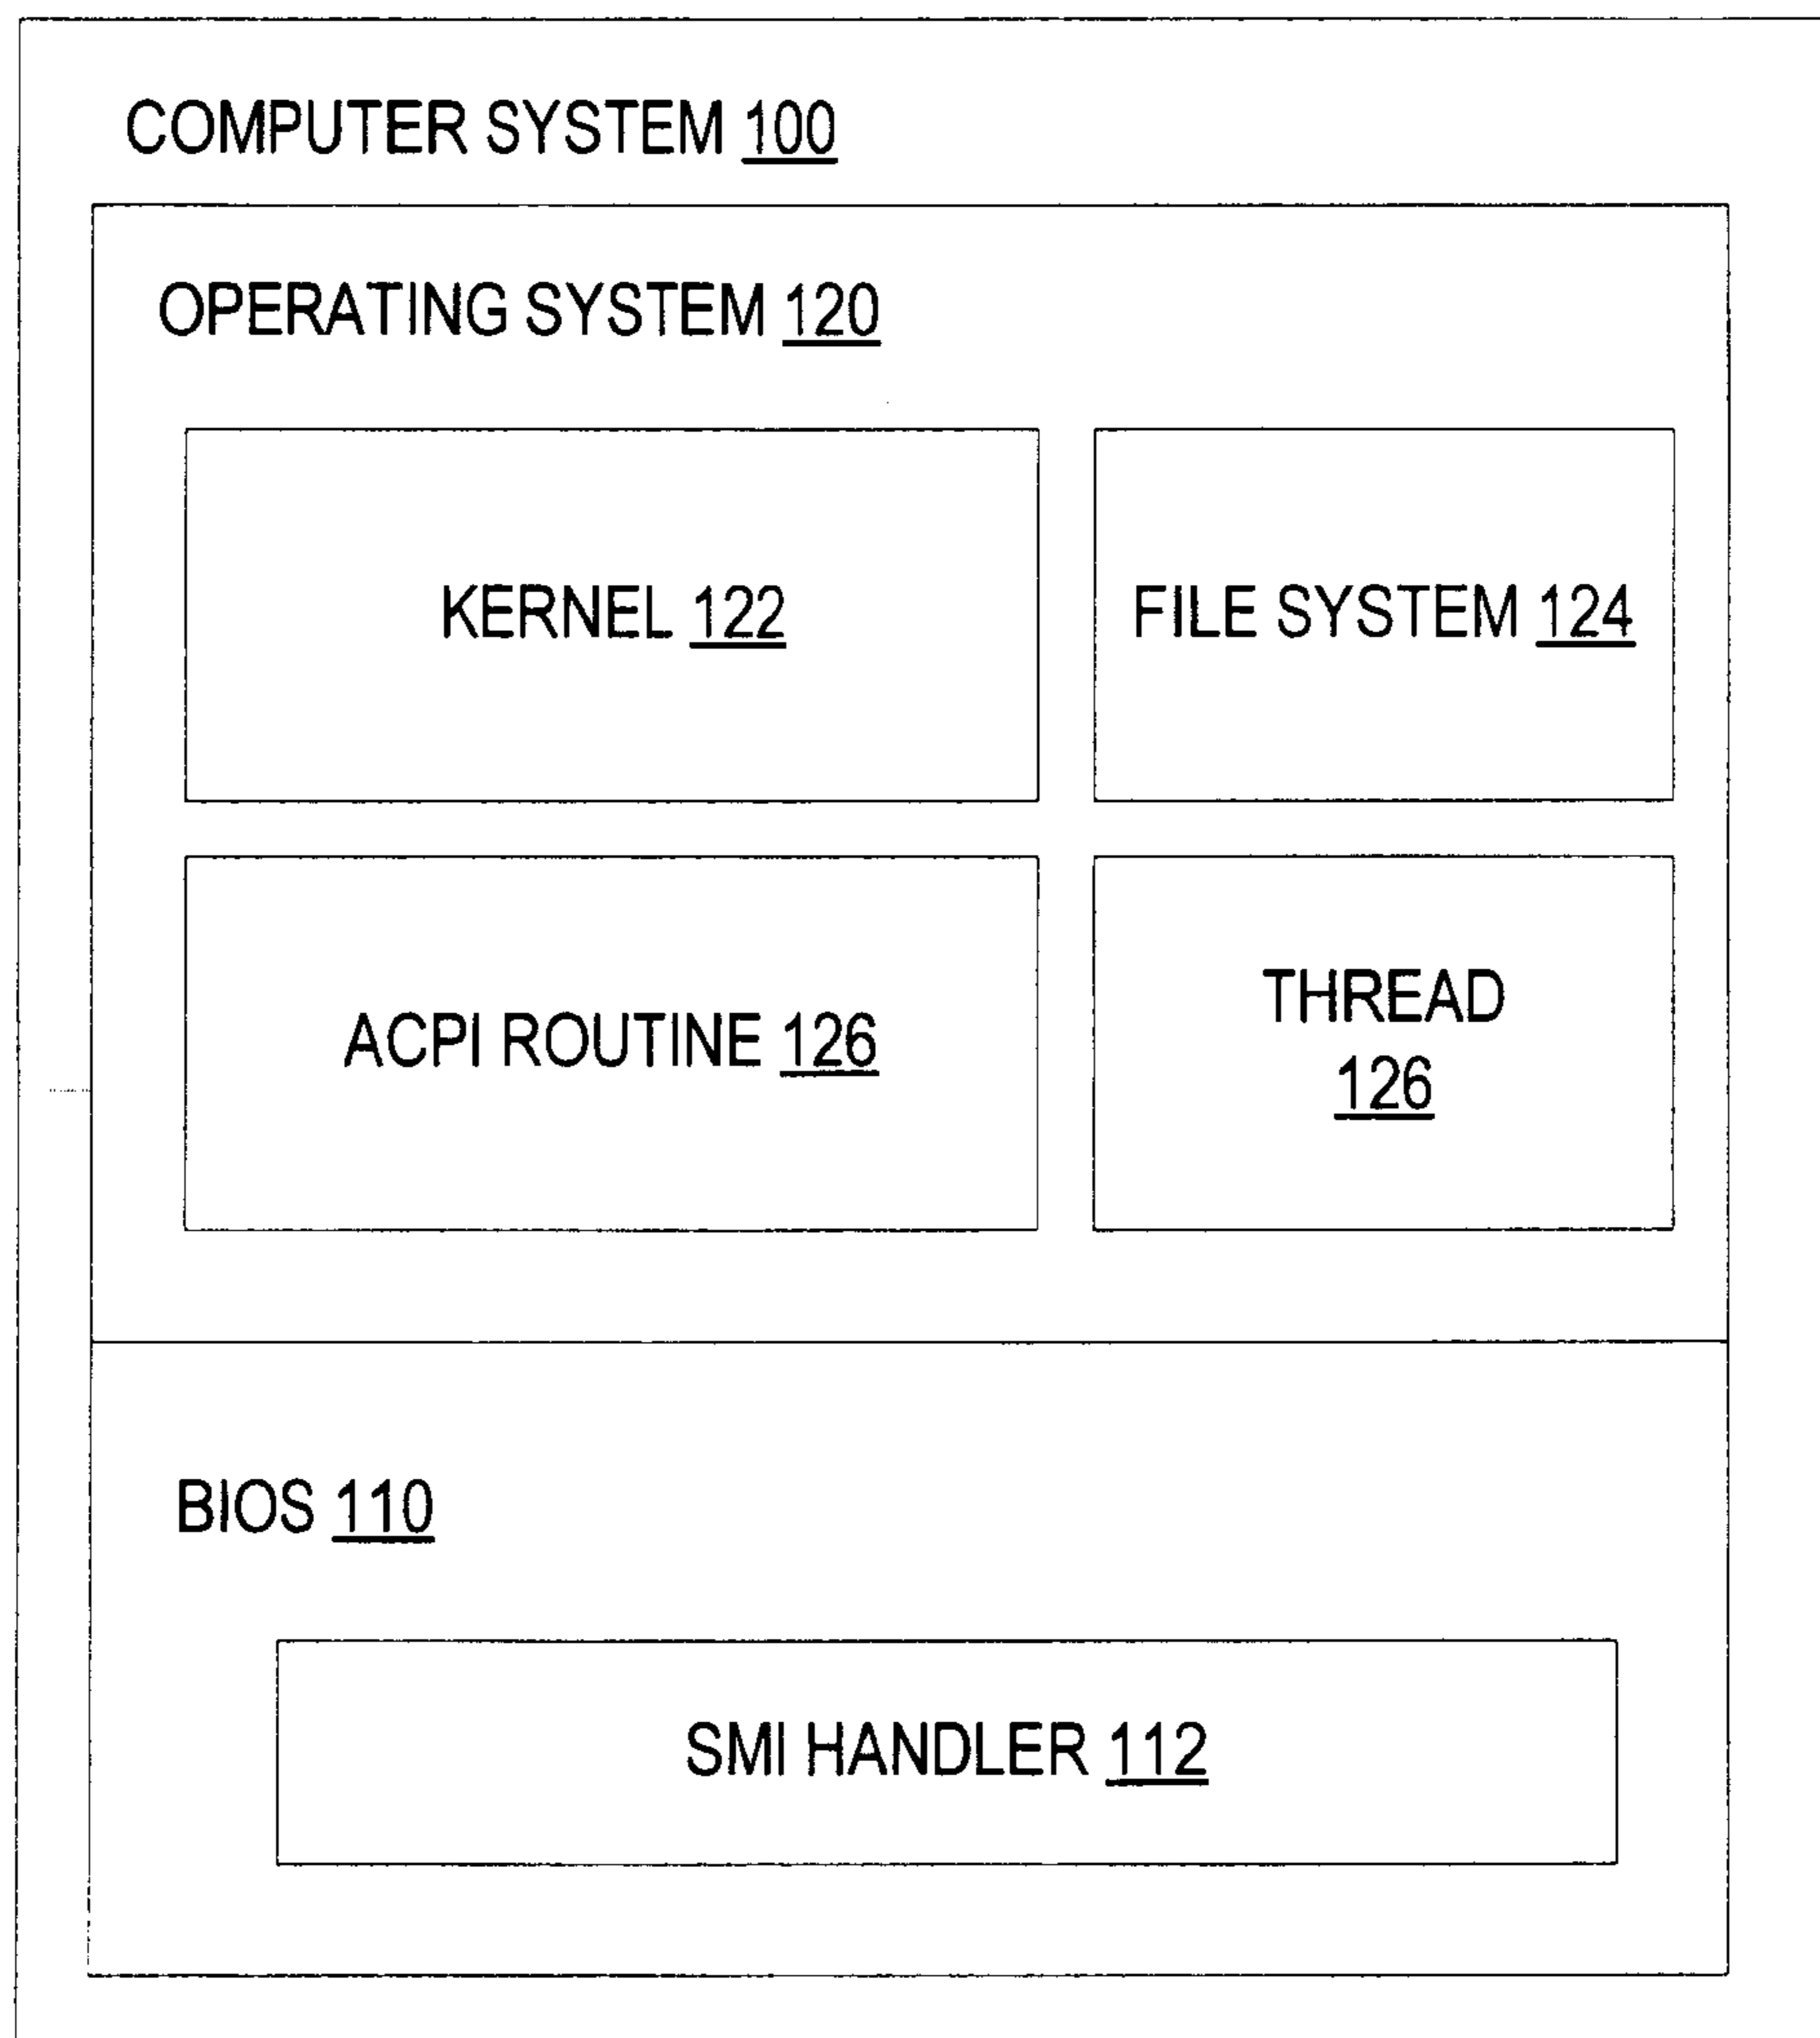 COMPUTER SYSTEM 100
OPERATING SYSTEM 120
KERNEL 122
FILE SYSTEM 124
ACPI ROUTINE 126
THREAD
126
BIOS 110
SMI HANDLER 112